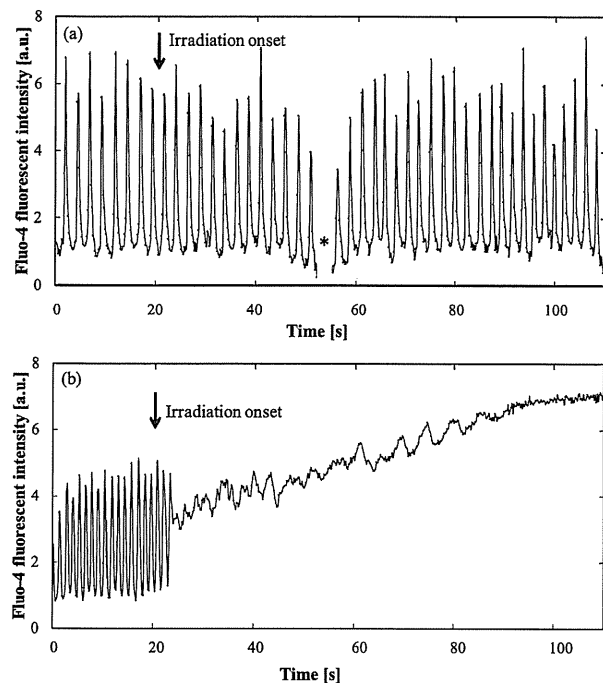 8
(a)
Irradiation onset
6
4
2
*
0
0 20 40 60 80 100
Time [s]
Fluo-4 fluorescent intensity [a.u.]
8
(b)
Irradiation onset
6
4
2
0
0 20 40 60 80 100
Time [s]
Fluo-4 fluorescent intensity [a.u.]